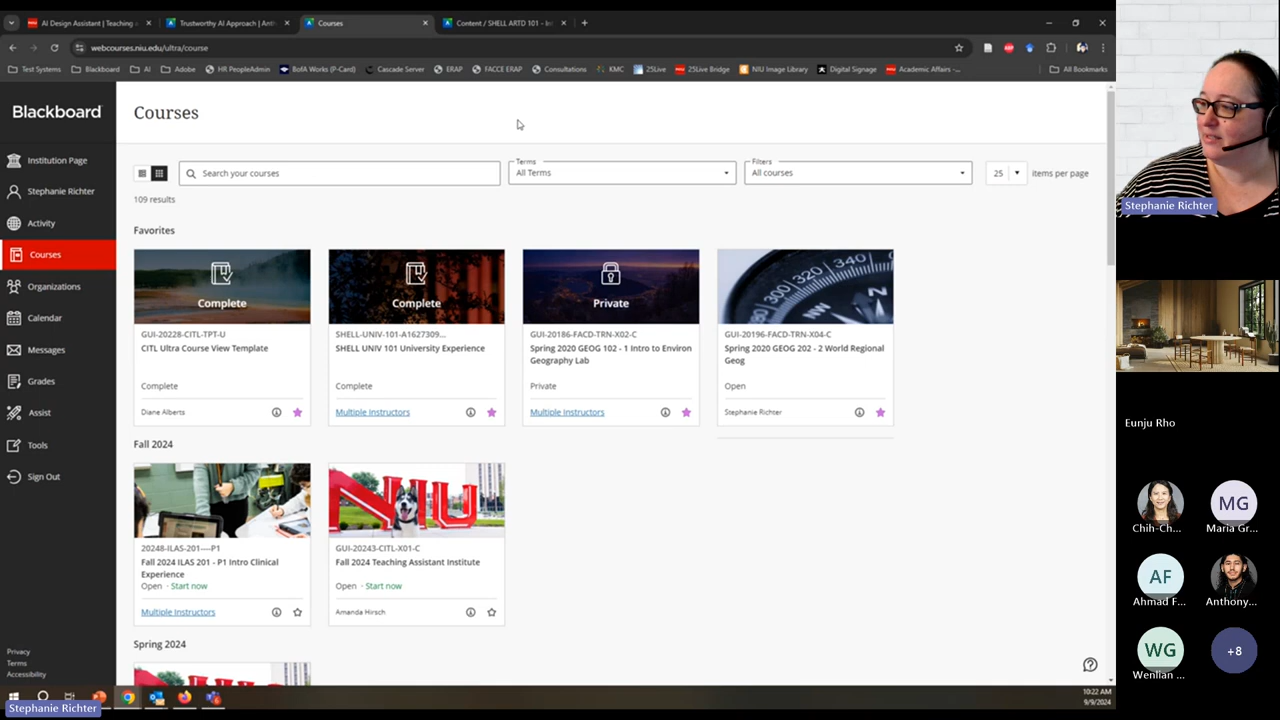 AI Design Assistant | Teaching a
Trustworthy AI Approach | Anth
Courses
Content / SHELL ARTD 101 - Int
webcourses.niu.edu/ultra/course
Test Systems
Blackboard
AI
Adobe
HR PeopleAdmin
BofA Works (P-Card)
Cascade Server
ERAP
FACCE ERAP
Consultations
KMC
25Live
25Live Bridge
NIU Image Library
Digital Signage
Academic Affairs -...
All Bookmarks
Blackboard
Institution Page
Stephanie Richter
Activity
Courses
Organizations
Calendar
Messages
Grades
Assist
Tools
Sign Out
Privacy
Terms
Accessibility
Courses
Search your courses
Terms
All Terms
Filters
All courses
25
items per page
109 results
Favorites
Complete
GUI-20228-CITL-TPT-U
CITL Ultra Course View Template
Complete
Diane Alberts
Complete
SHELL-UNIV-101-A1627309...
SHELL UNIV 101 University Experience
Complete
Multiple Instructors
Private
GUI-20186-FACD-TRN-X02-C
Spring 2020 GEOG 102 - 1 Intro to Environ
Geography Lab
Private
Multiple Instructors
300 320 340
NW
GUI-20196-FACD-TRN-X04-C
Spring 2020 GEOG 202 - 2 World Regional
Geog
Open
Stephanie Richter
Fall 2024
20248-ILAS-201----P1
Fall 2024 ILAS 201 - P1 Intro Clinical
Experience
Open · Start now
Multiple Instructors
NIU
GUI-20243-CITL-X01-C
Fall 2024 Teaching Assistant Institute
Open · Start now
Amanda Hirsch
Spring 2024
10:22 AM
9/9/2024
Stephanie Richter
Stephanie Richter
Eunju Rho
Chih-Ch...
MG
Maria Gr...
AF
Ahmad F...
Anthony...
WG
Wenlian ...
+8